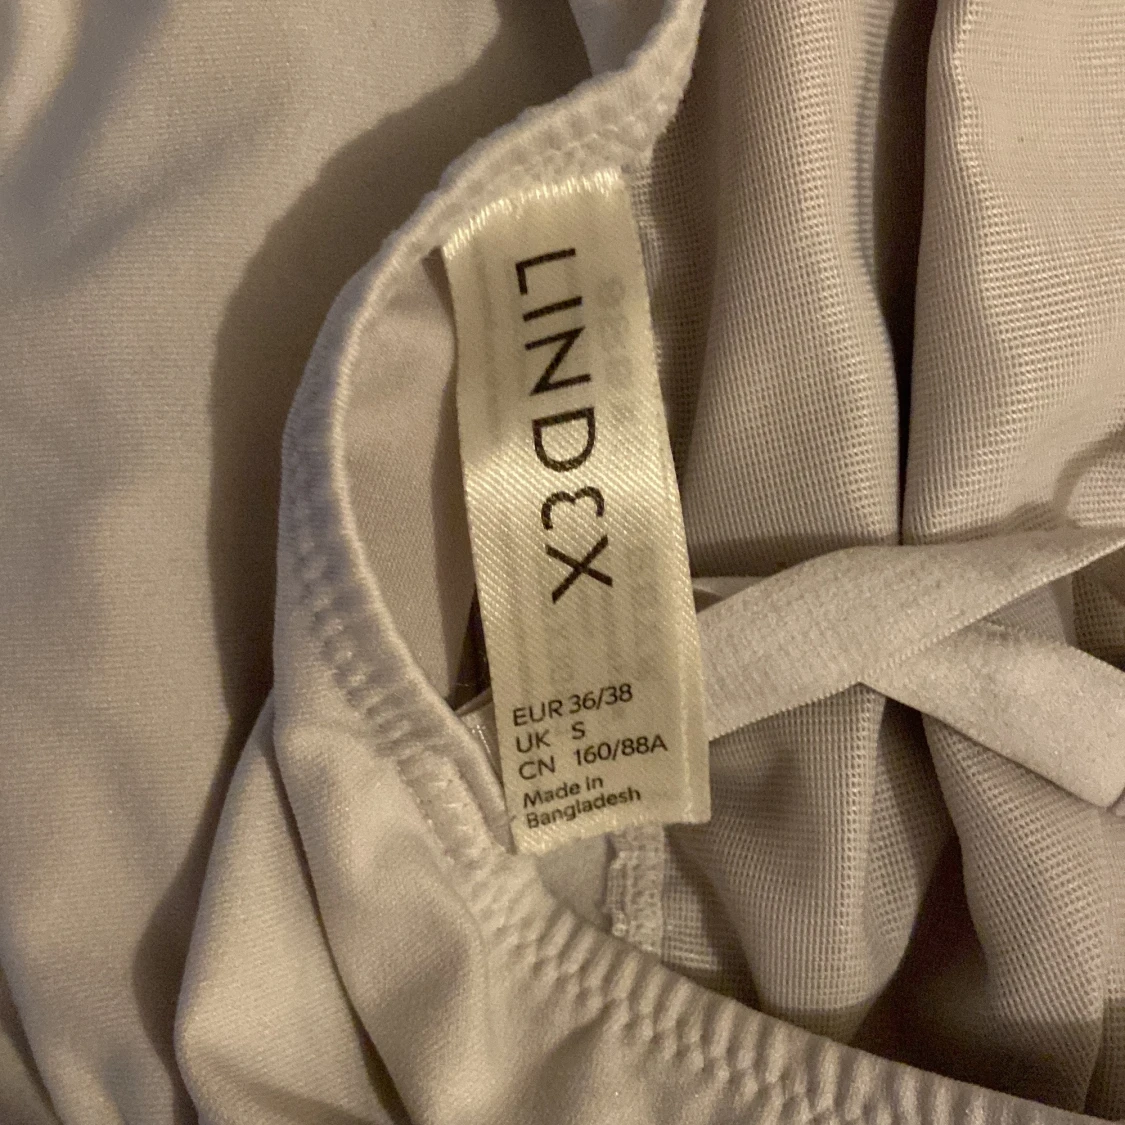 LINDEX
EUR 36/38
UK S
CN 160/88A
Made in
Bangladesh